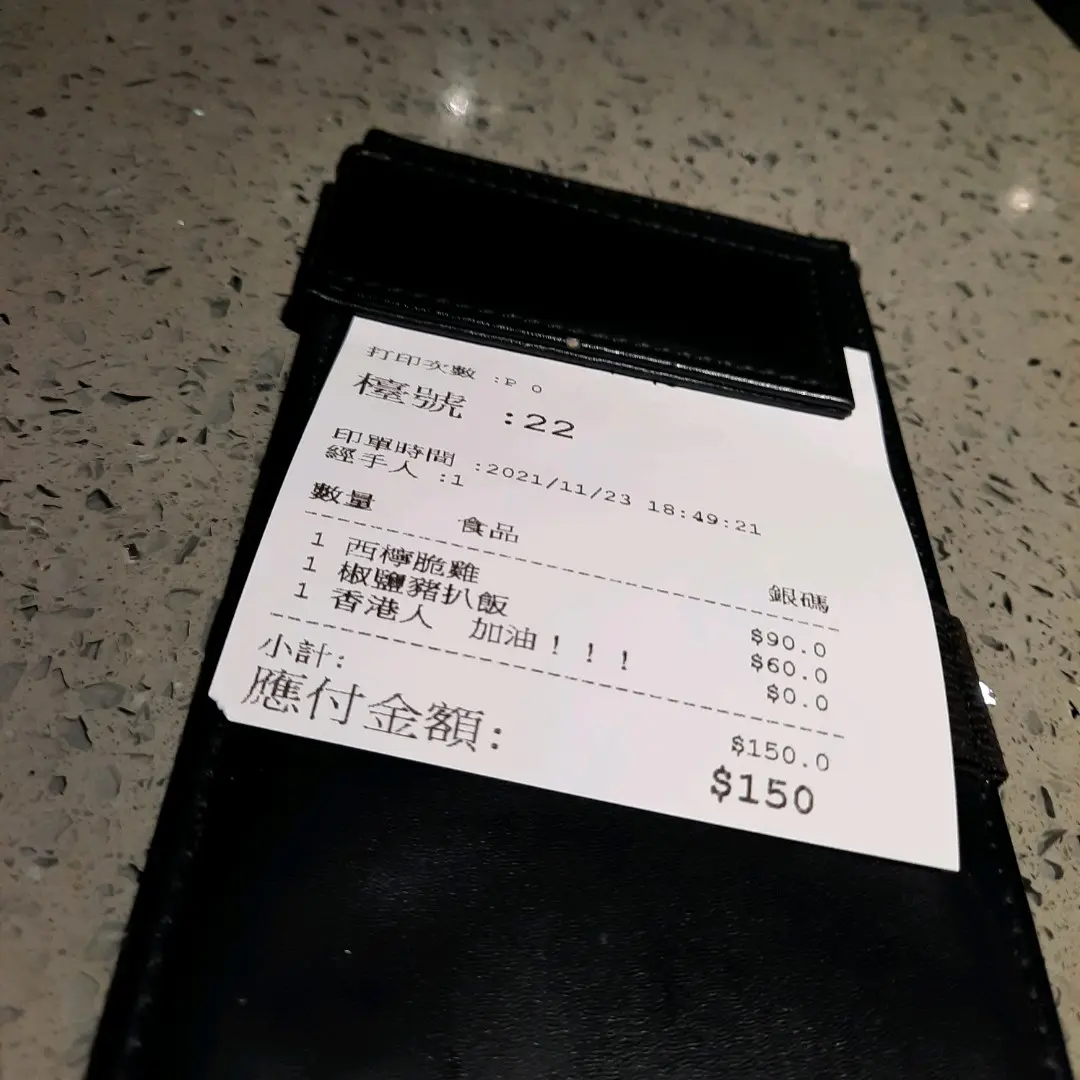 打印次數 :P 0
檯號 :22
印單時間 :2021/11/23 18:49:21
經手人 :1
數量 食品 銀碼
1 西檸脆雞 $90.0
1 椒鹽豬扒飯 $60.0
1 香港人 加油!!! $0.0
小計: $150.0
應付金額: $150